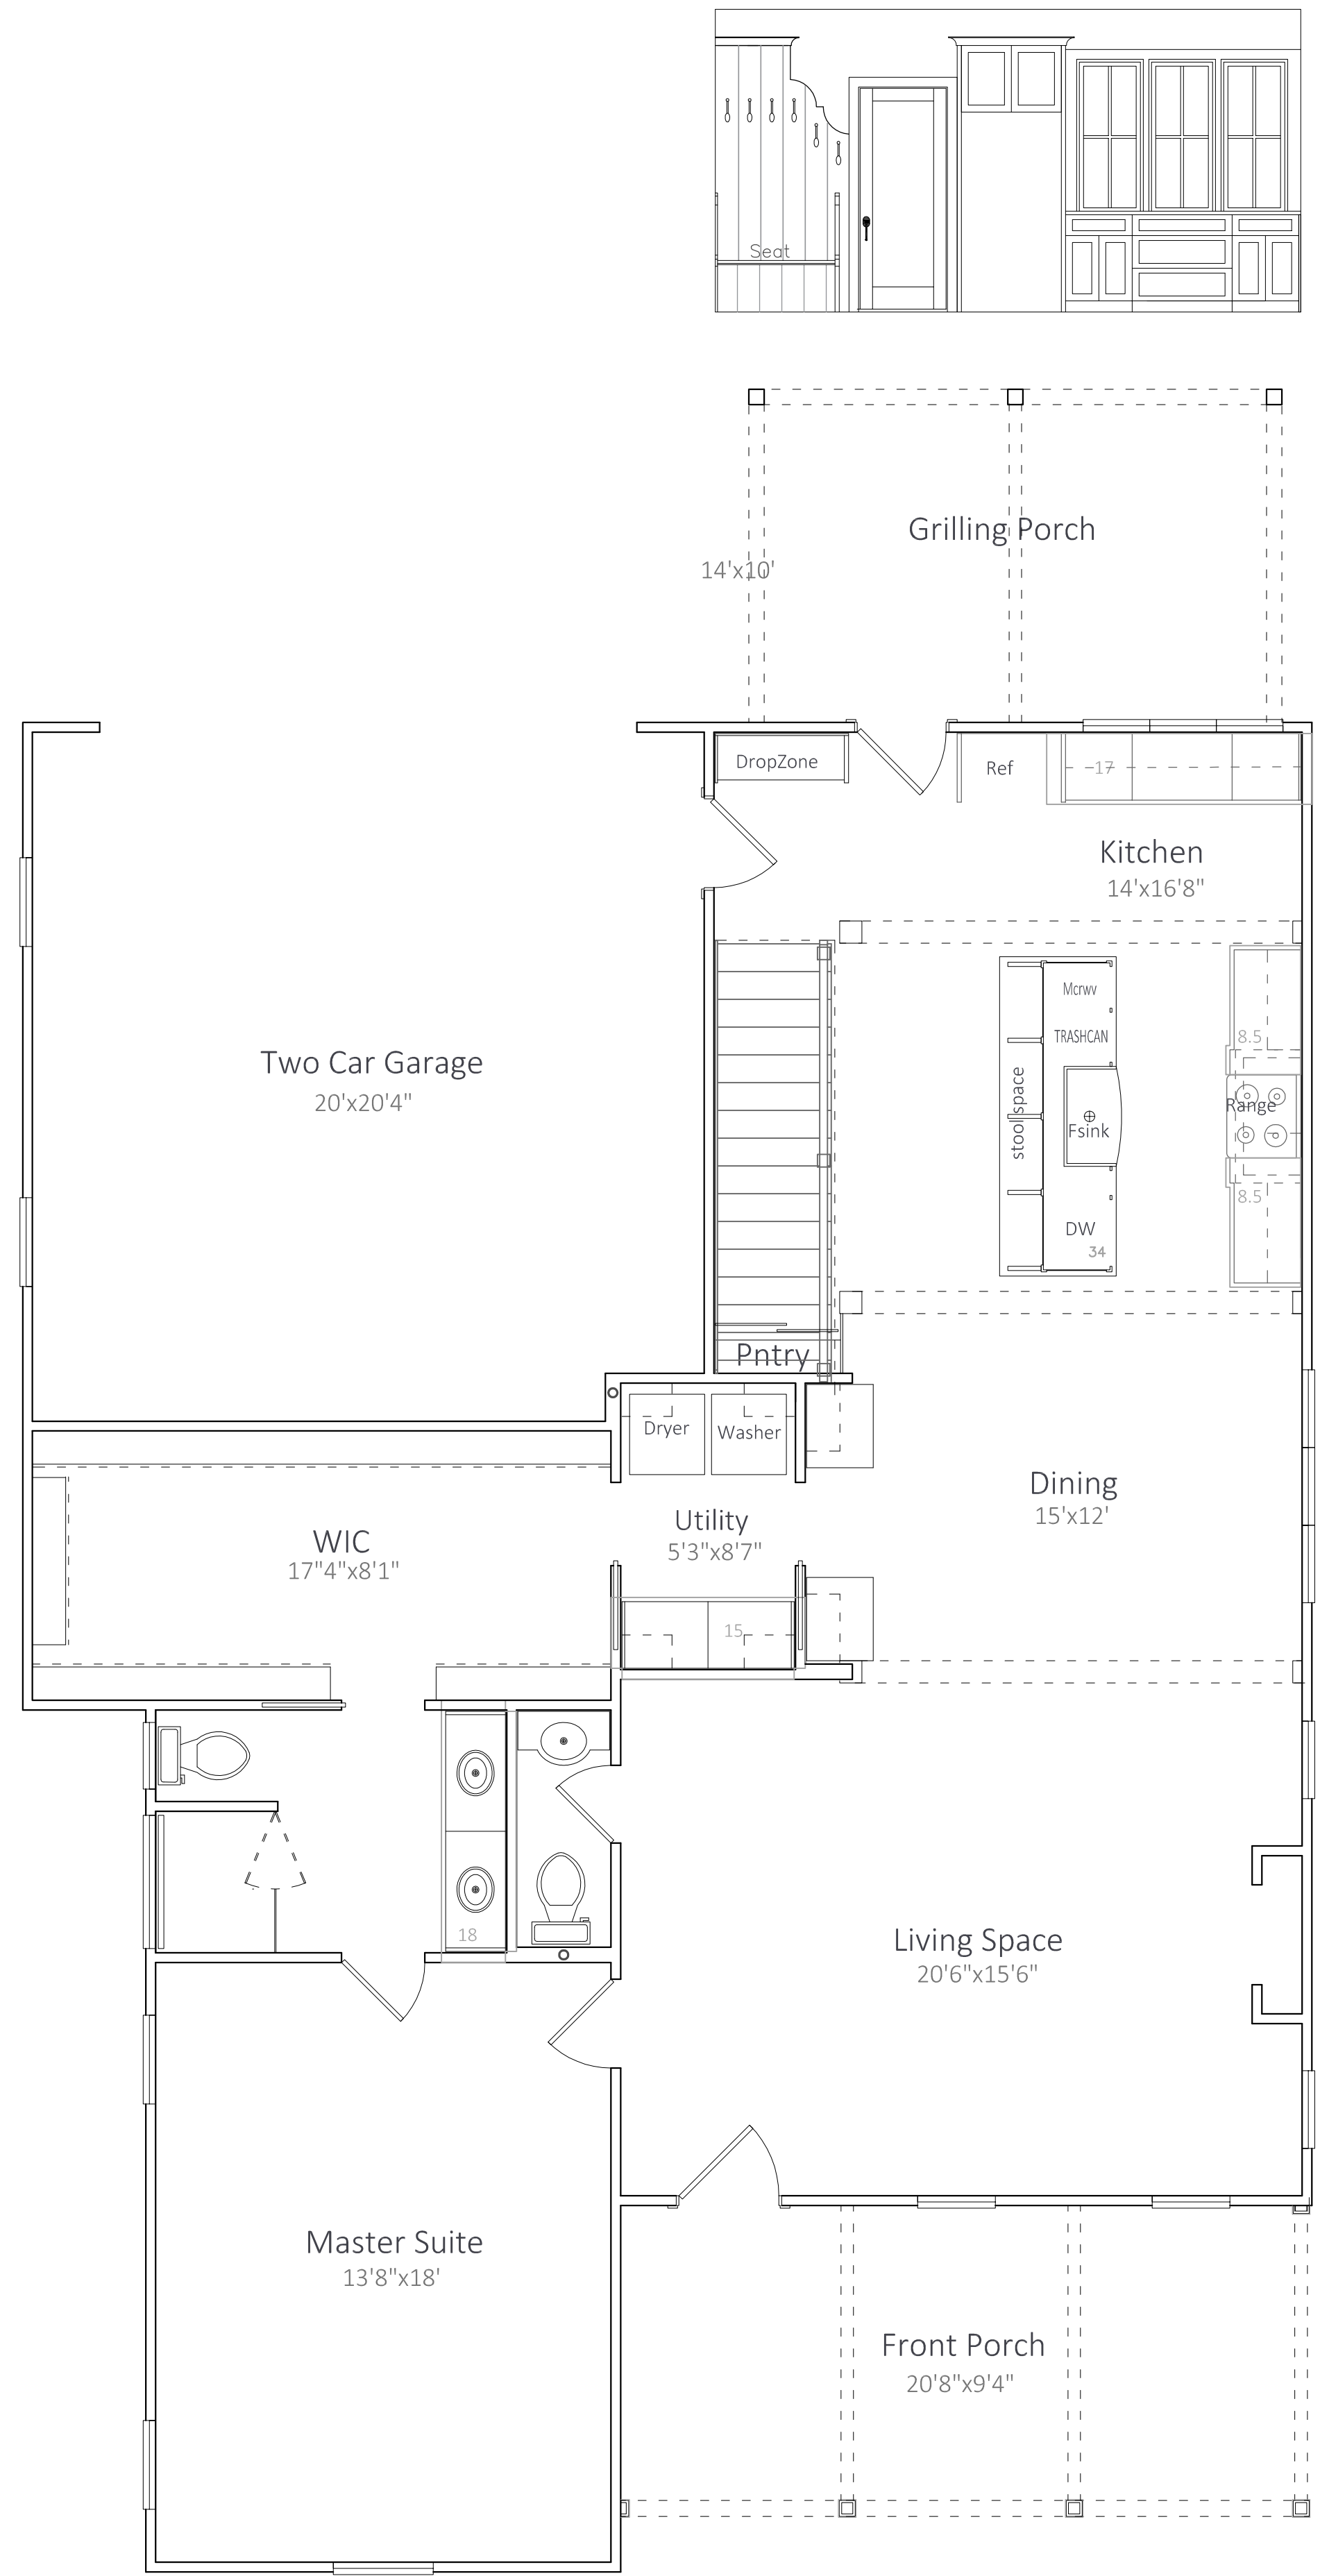 Seat
Grilling Porch
14'x10'
DropZone
Ref
17
Kitchen
14'x16'8"
Mcrwv
TRASHCAN
8.5
Two Car Garage
20'x20'4"
stool space
Range
Fsink
8.5
DW
34
Pntry
Dryer
Washer
Dining
15'x12'
Utility
5'3"x8'7"
WIC
17"4"x8'1"
15
18
Living Space
20'6"x15'6"
Master Suite
13'8"x18'
Front Porch
20'8"x9'4"